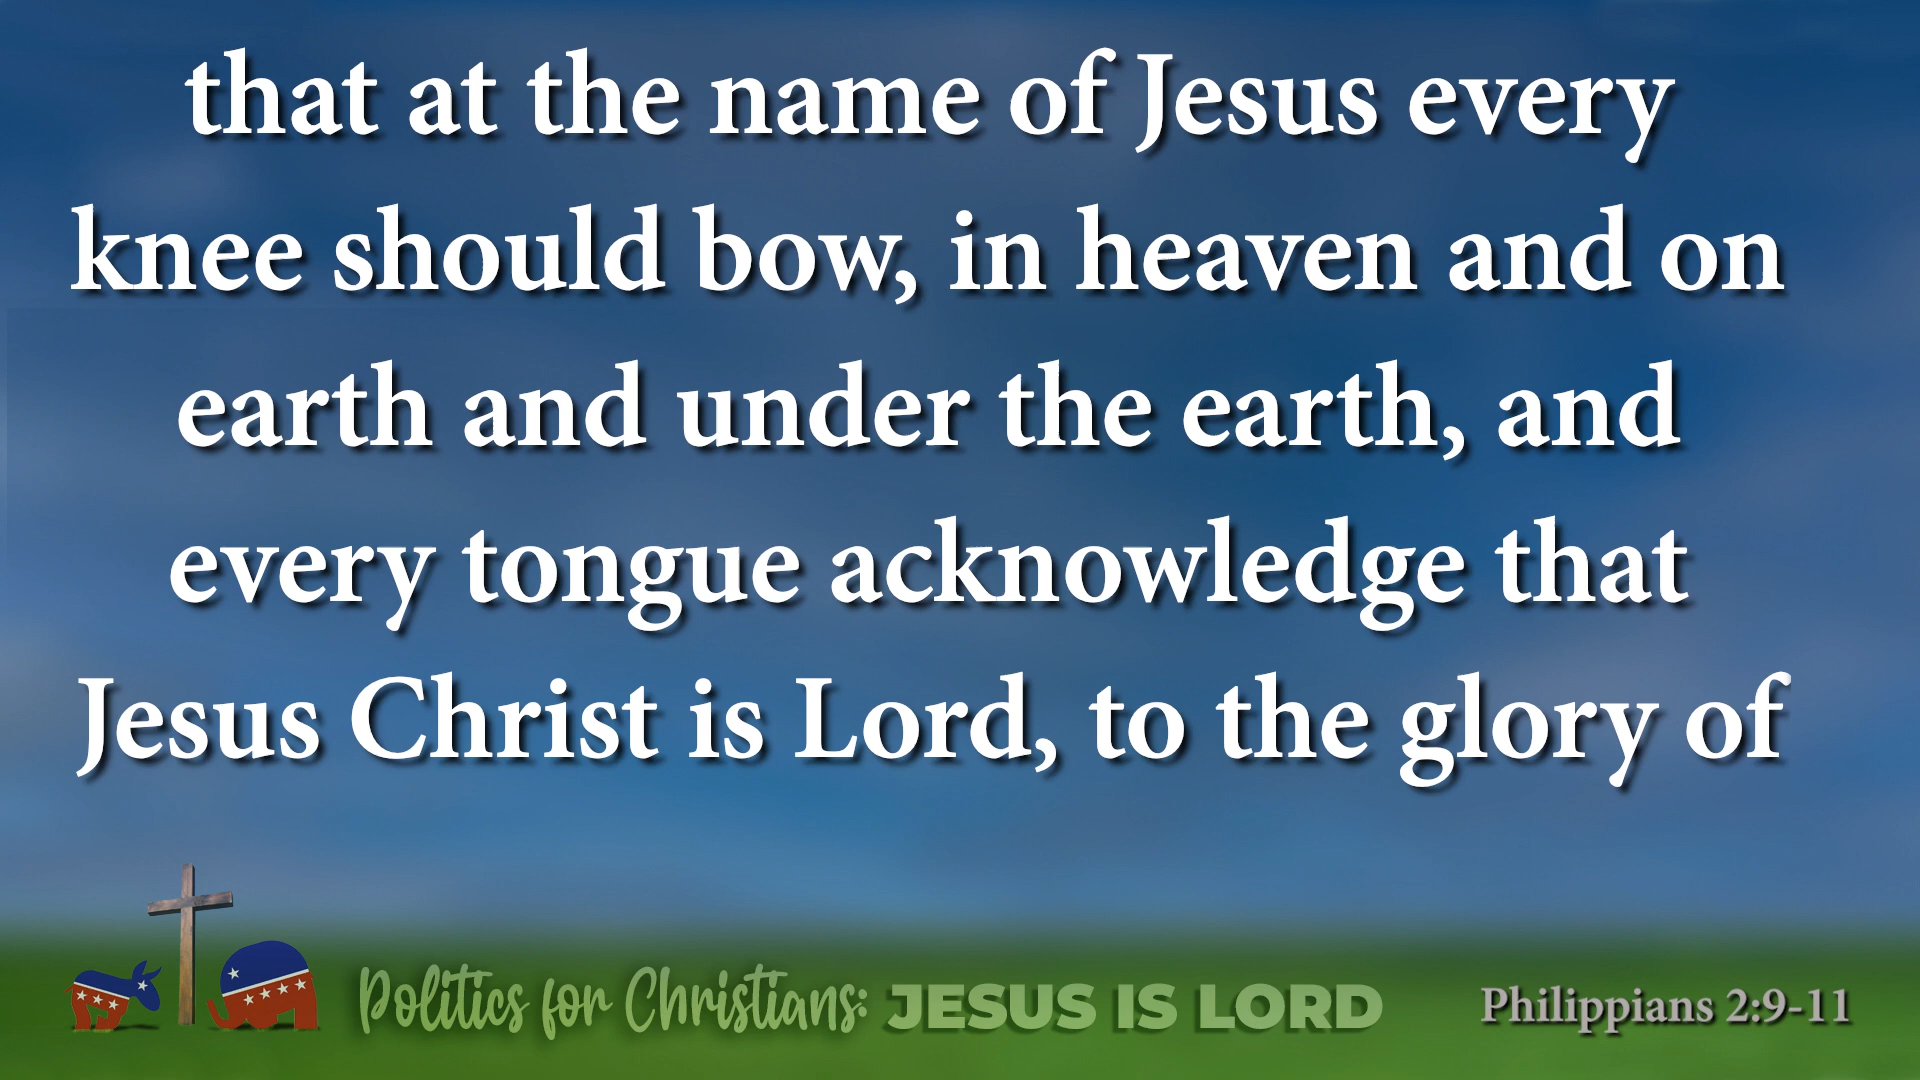 that at the name of Jesus every
knee should bow, in heaven and on
earth and under the earth, and
every tongue acknowledge that
Jesus Christ is Lord, to the glory of
Politics for Christians: JESUS IS LORD
Philippians 2:9-11